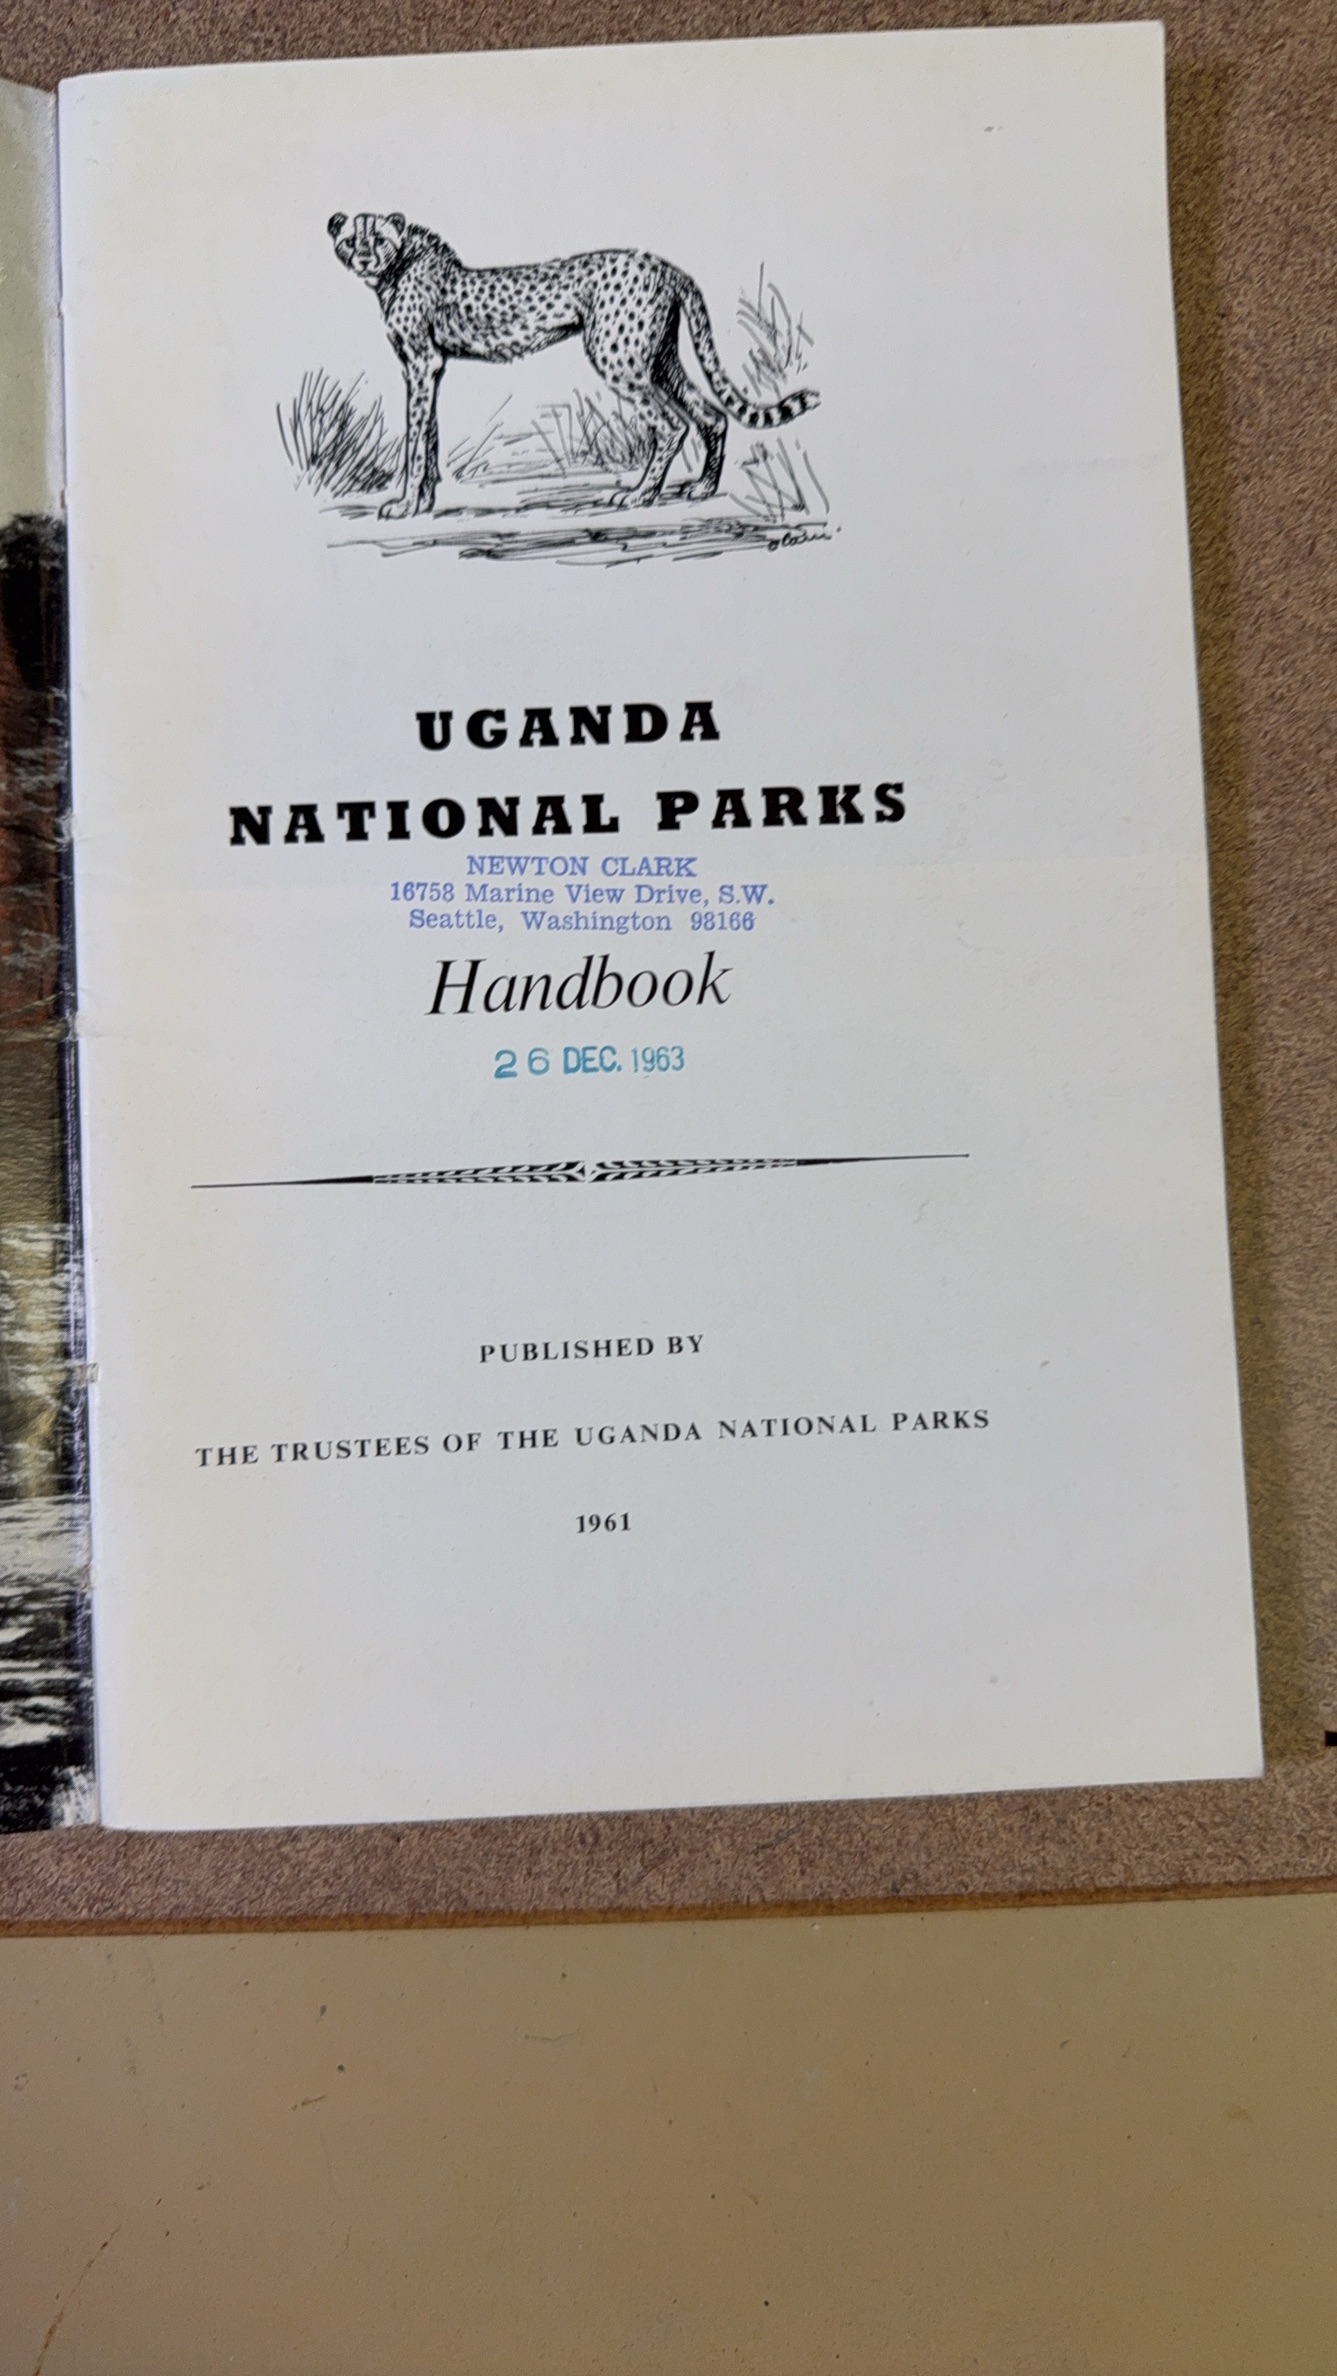 UGANDA
NATIONAL PARKS
NEWTON CLARK
16758 Marine View Drive, S.W.
Seattle, Washington 98166
Handbook
26 DEC. 1963
PUBLISHED BY
THE TRUSTEES OF THE UGANDA NATIONAL PARKS
1961